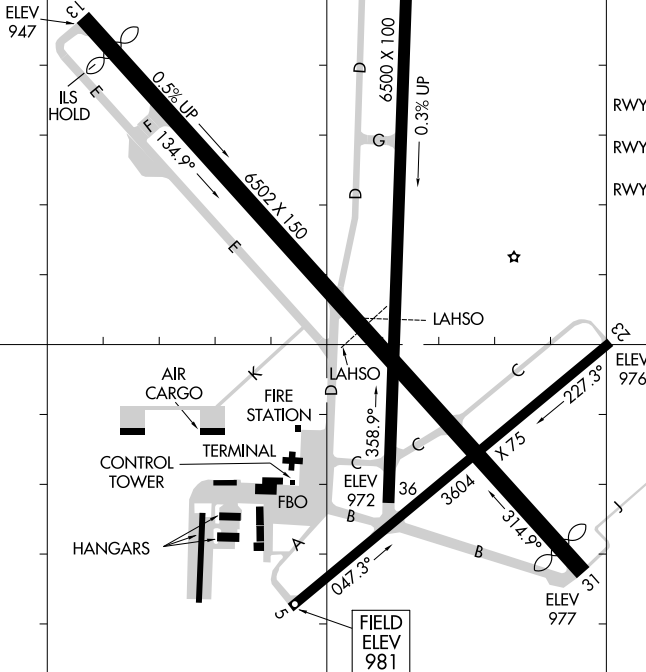 ELEV
947
13
ILS
HOLD
E
F
0.5% UP
134.9°
6502 X 150
E
D
6500 X 100
0.3% UP
G
D
RWY
RWY
RWY
LAHSO
LAHSO
23
ELEV
976
227.3°
C
K
AIR
CARGO
FIRE
STATION
D
358.9°
C
C
TERMINAL
CONTROL
TOWER
FBO
ELEV
972
36
3604 X 75
314.9°
J
HANGARS
A
B
B
047.3°
5
31
ELEV
977
FIELD
ELEV
981